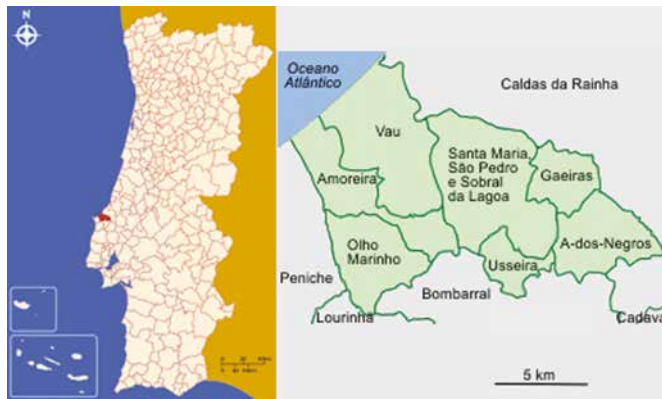 N
Oceano
Atlântico
Caldas da Rainha
Vau
Santa Maria,
São Pedro
e Sobral
da Lagoa
Gaeiras
Amoreira
A-dos-Negros
Olho
Marinho
Usseira
Peniche
Bombarral
Lourinhã
Cadava
5 km